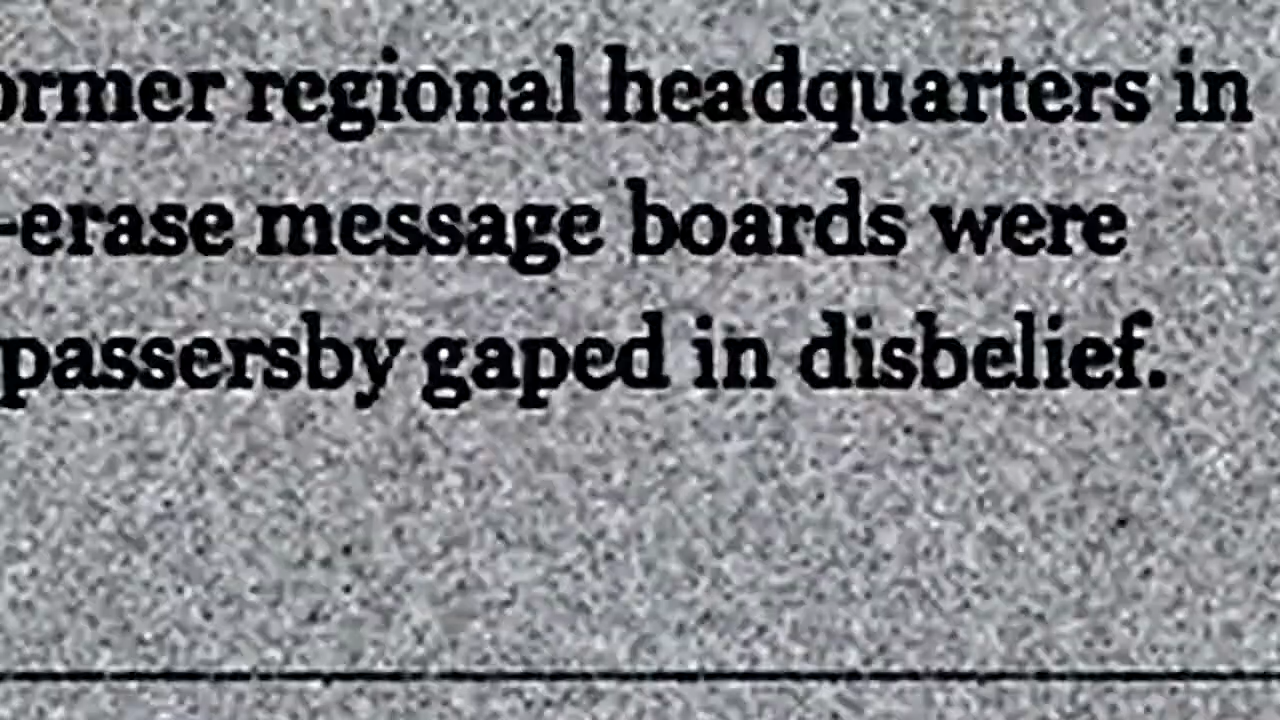 ormer regional headquarters in
-erase message boards were
passersby gaped in disbelief.